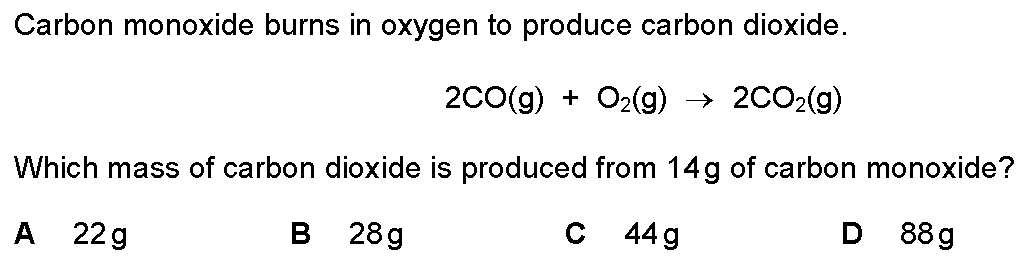 Carbon monoxide burns in oxygen to produce carbon dioxide.
2CO(g) + O₂(g) → 2CO₂(g)
Which mass of carbon dioxide is produced from 14 g of carbon monoxide?
A 22 g B 28 g C 44 g D 88 g